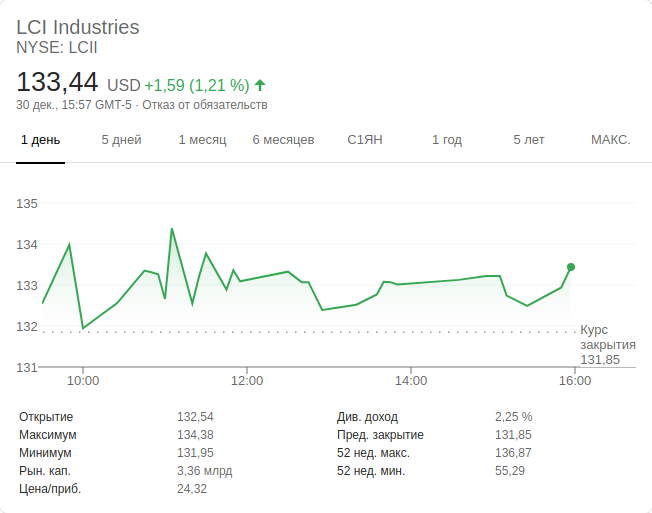 LCI Industries
NYSE: LCII
133,44 USD +1,59 (1,21 %)
30 дек., 15:57 GMT-5 · Отказ от обязательств
1 день 5 дней 1 месяц 6 месяцев С1ЯН 1 год 5 лет МАКС.
135
134
133
132
131
Курс
закрытия
131,85
10:00 12:00 14:00 16:00
Открытие 132,54 Див. доход 2,25 %
Максимум 134,38 Пред. закрытие 131,85
Минимум 131,95 52 нед. макс. 136,87
Рын. кап. 3,36 млрд 52 нед. мин. 55,29
Цена/приб. 24,32